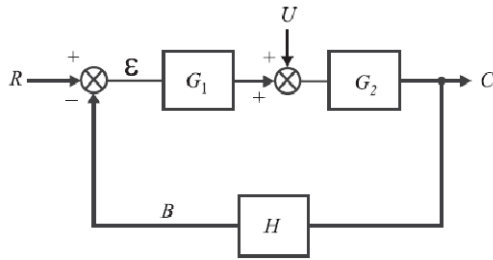 U
+ ε G₁ + G₂
R C
− +
B H